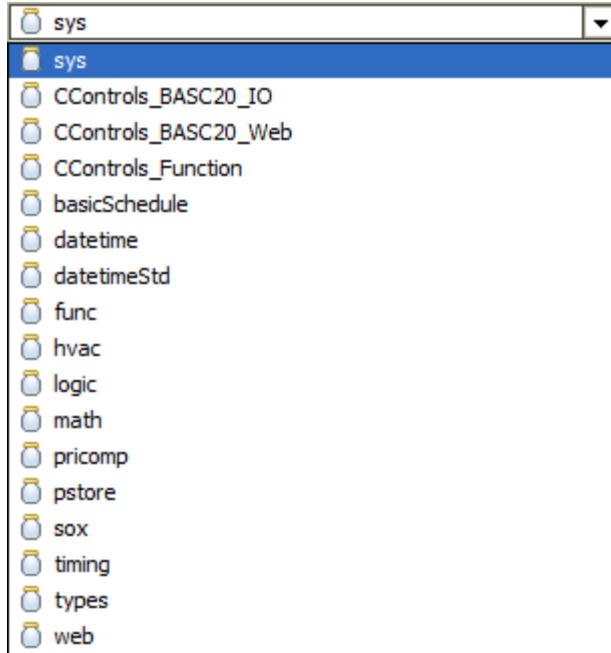 sys
sys
CControls_BASC20_IO
CControls_BASC20_Web
CControls_Function
basicSchedule
datetime
datetimeStd
func
hvac
logic
math
pricomp
pstore
sox
timing
types
web